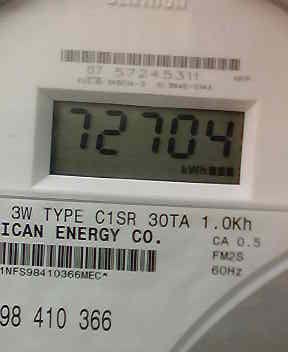 07 57245311
72704
kWh
3W TYPE C1SR 30TA 1.0Kh
ICAN ENERGY CO.
CA 0.5
FM2S
60Hz
1NFS98410366MEC*
98 410 366